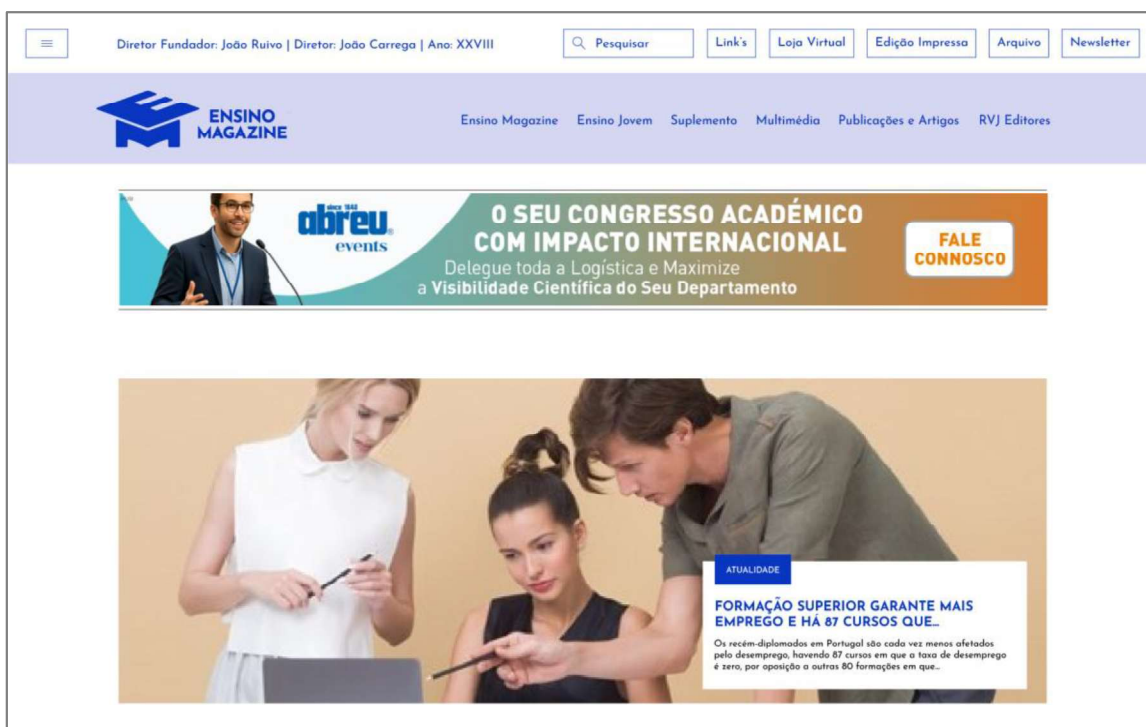 Diretor Fundador: João Ruivo | Diretor: João Carrega | Ano: XXVIII
Pesquisar
Link's
Loja Virtual
Edição Impressa
Arquivo
Newsletter
ENSINO
MAGAZINE
Ensino Magazine
Ensino Jovem
Suplemento
Multimédia
Publicações e Artigos
RVJ Editores
since 1840
abreu
events
O SEU CONGRESSO ACADÉMICO
COM IMPACTO INTERNACIONAL
Delegue toda a Logística e Maximize
a Visibilidade Científica do Seu Departamento
FALE
CONNOSCO
ATUALIDADE
FORMAÇÃO SUPERIOR GARANTE MAIS
EMPREGO E HÁ 87 CURSOS QUE...
Os recém-diplomados em Portugal são cada vez menos afetados
pelo desemprego, havendo 87 cursos em que a taxa de desemprego
é zero, por oposição a outras 80 formações em que...